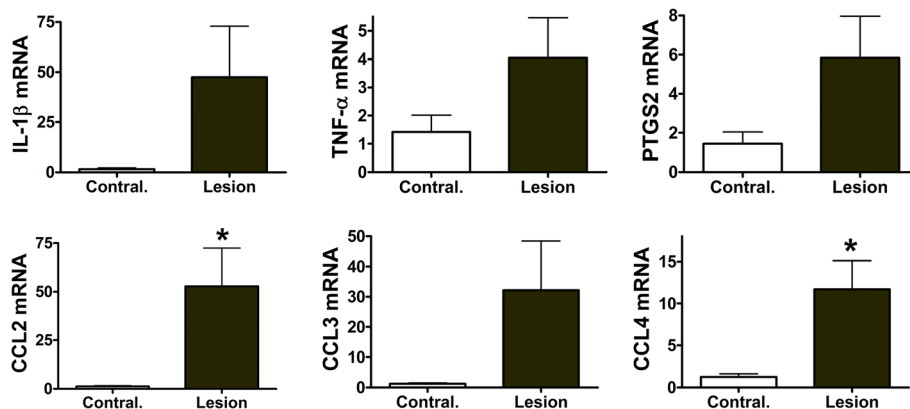 IL-1β mRNA
75
50
25
0
Contral. Lesion
TNF-α mRNA
5
4
3
2
1
0
Contral. Lesion
PTGS2 mRNA
8
6
4
2
0
Contral. Lesion
CCL2 mRNA
75
50
25
0
*
Contral. Lesion
CCL3 mRNA
50
40
30
20
10
0
Contral. Lesion
CCL4 mRNA
15
10
5
0
*
Contral. Lesion